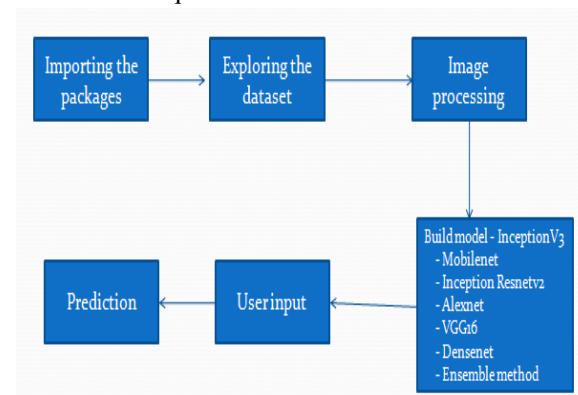 Importing the
packages
Exploring the
dataset
Image
processing
Build model - InceptionV3
- Mobilenet
- Inception Resnetv2
- Alexnet
- VGG16
- Densenet
- Ensemble method
User input
Prediction